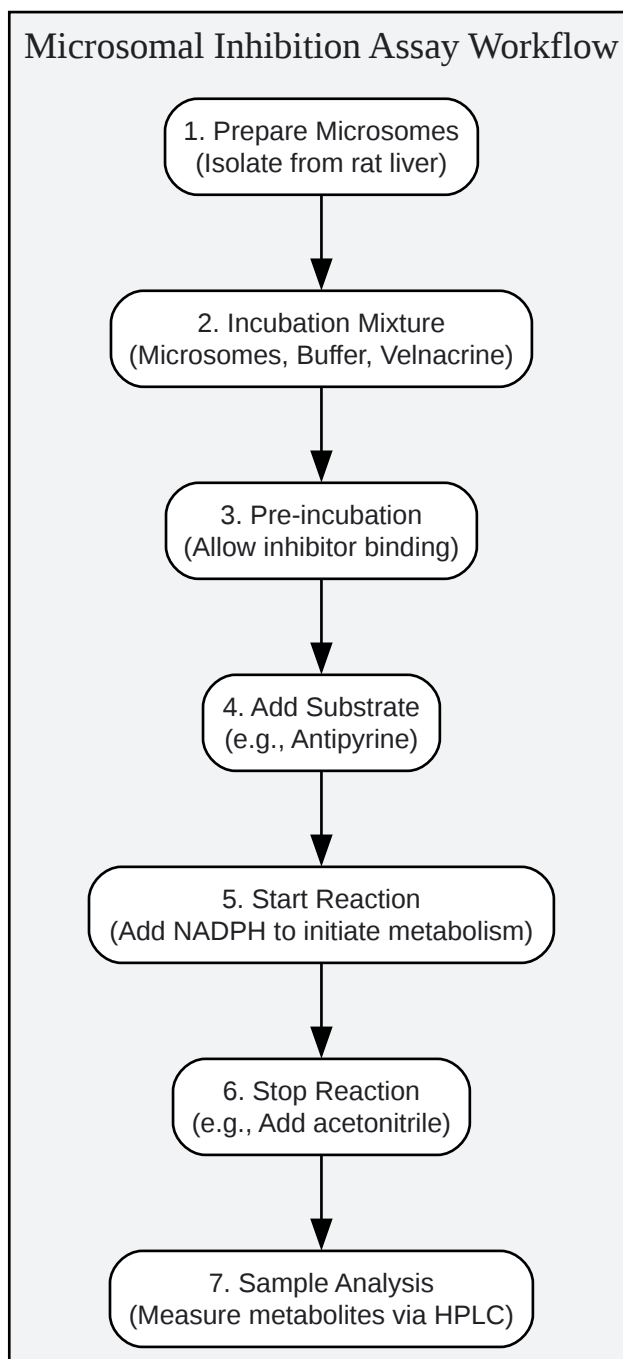 Microsomal Inhibition Assay Workflow
1. Prepare Microsomes
(Isolate from rat liver)
2. Incubation Mixture
(Microsomes, Buffer, Velnacrine)
3. Pre-incubation
(Allow inhibitor binding)
4. Add Substrate
(e.g., Antipyrine)
5. Start Reaction
(Add NADPH to initiate metabolism)
6. Stop Reaction
(e.g., Add acetonitrile)
7. Sample Analysis
(Measure metabolites via HPLC)